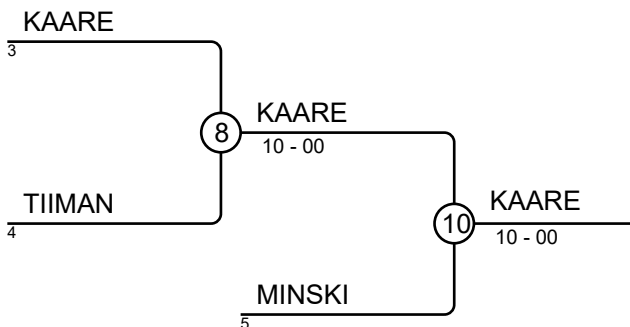 KAARE
3
8
KAARE
10 - 00
TIIMAN
4
10
KAARE
10 - 00
MINSKI
5